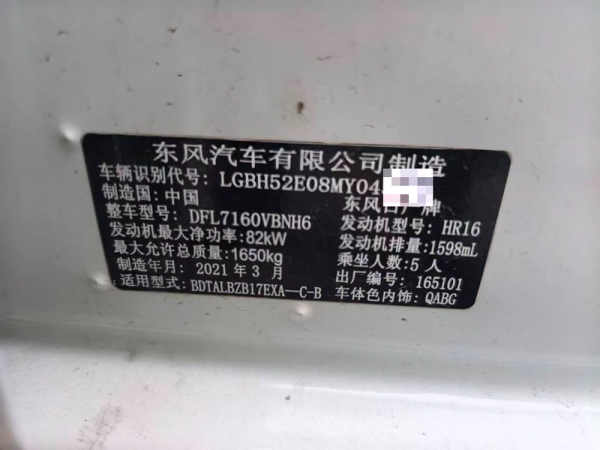 东风汽车有限公司制造
车辆识别代号：LGBH52E08MY04
制造国：中国 东风日产牌
整车型号：DFL7160VBNH6 发动机型号：HR16
发动机最大净功率：82kW 发动机排量：1598mL
最大允许总质量：1650kg 乘坐人数：5人
制造年月：2021年3月 出厂编号：165101
适用型式：BDTALBZB17EXA—C-B 车体色内饰：QABG